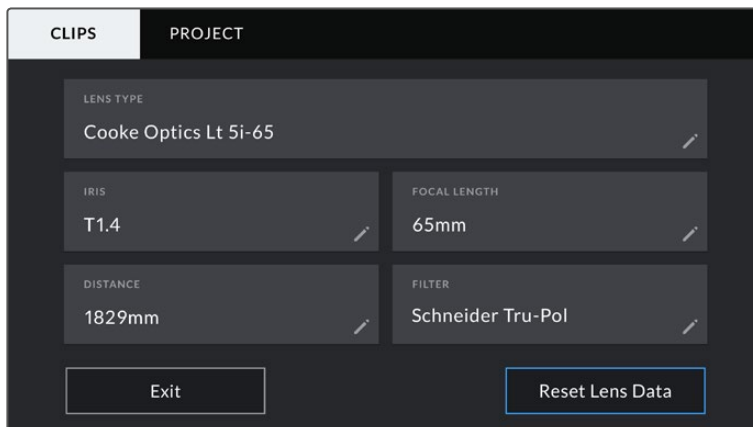 CLIPS PROJECT
LENS TYPE
Cooke Optics Lt 5i-65
IRIS
T1.4
FOCAL LENGTH
65mm
DISTANCE
1829mm
FILTER
Schneider Tru-Pol
Exit
Reset Lens Data